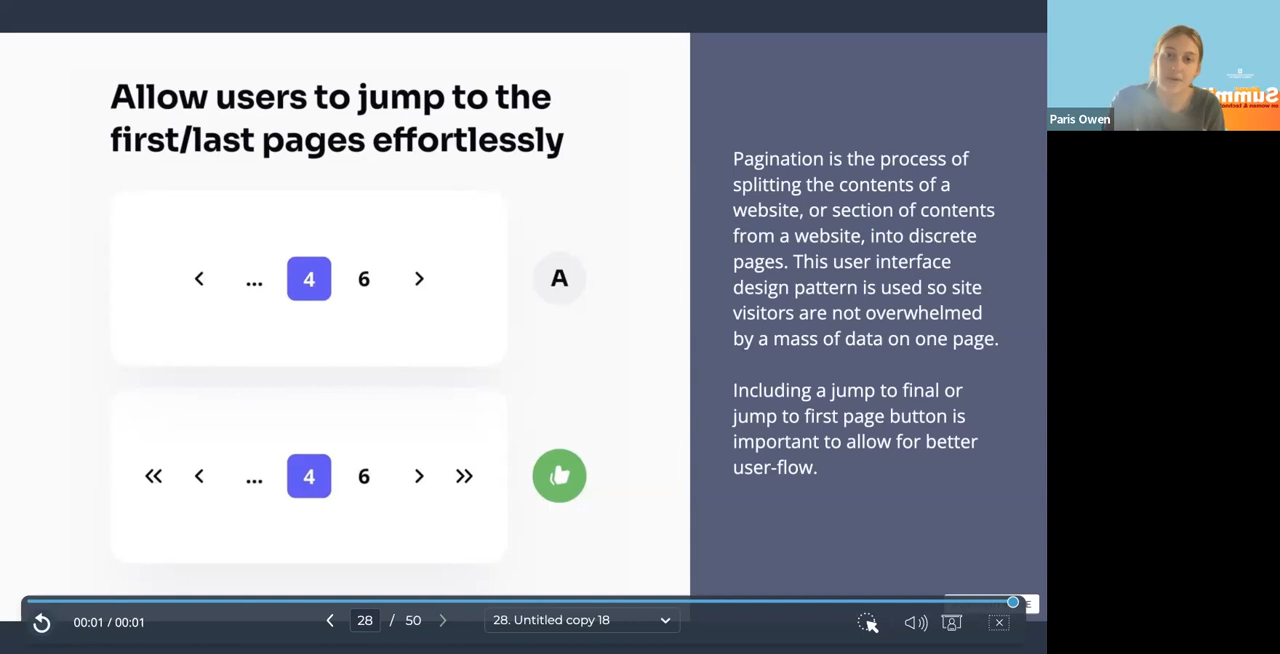 Allow users to jump to the
first/last pages effortlessly
< ... 4 6 >
A
« < ... 4 6 > »
Pagination is the process of
splitting the contents of a
website, or section of contents
from a website, into discrete
pages. This user interface
design pattern is used so site
visitors are not overwhelmed
by a mass of data on one page.
Including a jump to final or
jump to first page button is
important to allow for better
user-flow.
Paris Owen
00:01 / 00:01
28 / 50
28. Untitled copy 18